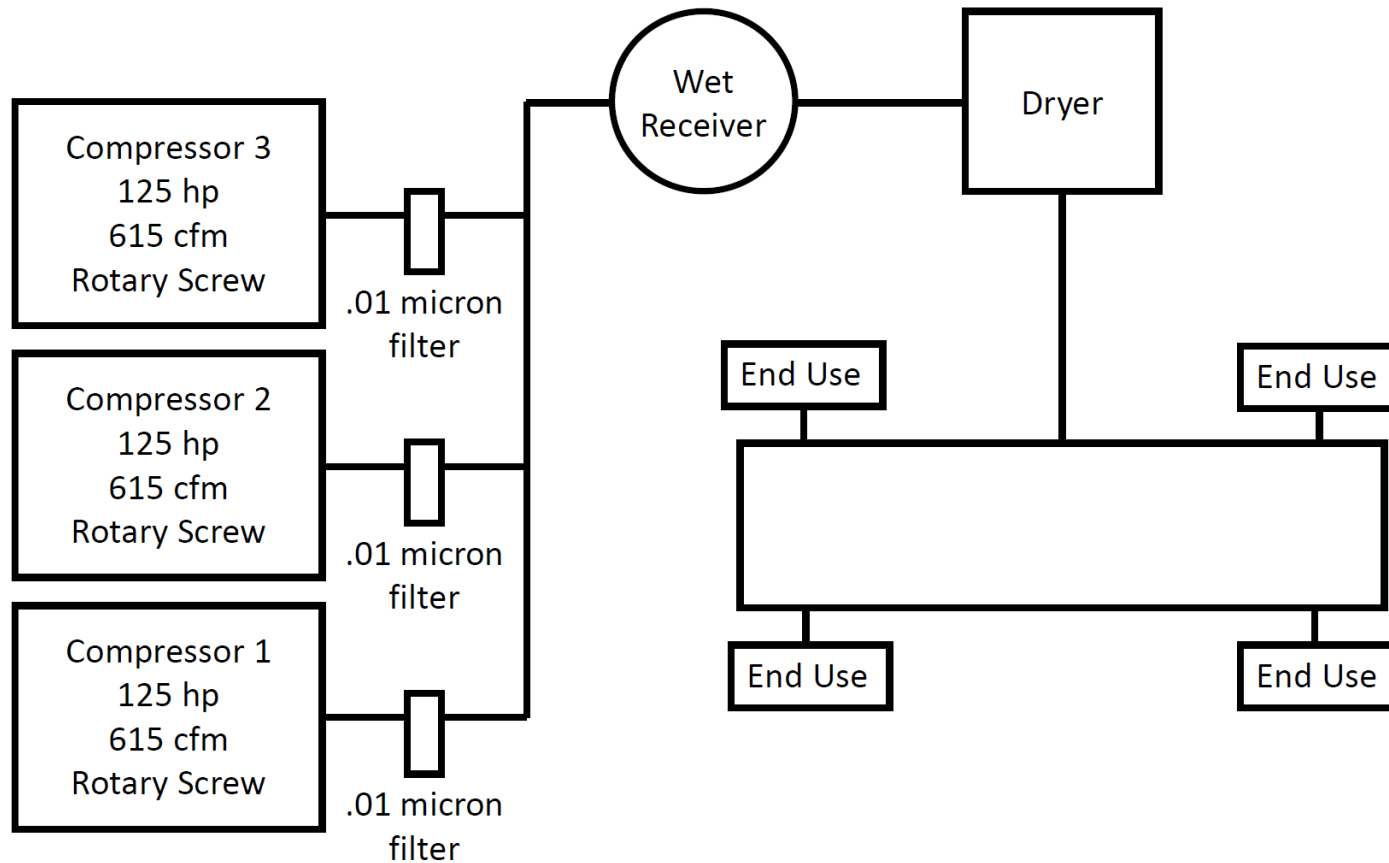 Compressor 3
125 hp
615 cfm
Rotary Screw
.01 micron
filter
Compressor 2
125 hp
615 cfm
Rotary Screw
.01 micron
filter
Compressor 1
125 hp
615 cfm
Rotary Screw
.01 micron
filter
Wet
Receiver
Dryer
End Use
End Use
End Use
End Use